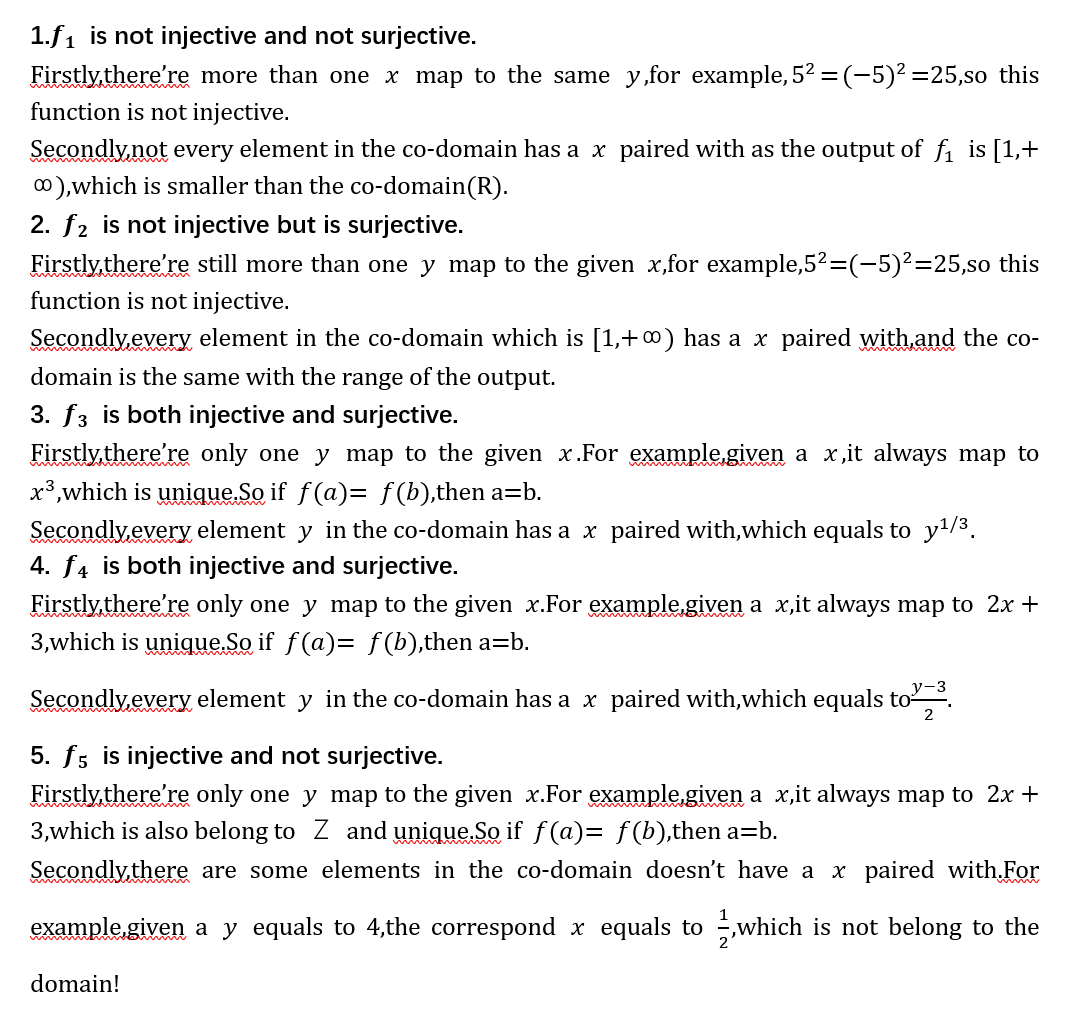 1.f₁ is not injective and not surjective.
Firstly,there’re more than one x map to the same y,for example,5²=(−5)²=25,so this
function is not injective.
Secondly,not every element in the co-domain has a x paired with as the output of f₁ is [1,+
∞),which is smaller than the co-domain(R).
2. f₂ is not injective but is surjective.
Firstly,there’re still more than one y map to the given x,for example,5²=(−5)²=25,so this
function is not injective.
Secondly,every element in the co-domain which is [1,+∞) has a x paired with,and the co-
domain is the same with the range of the output.
3. f₃ is both injective and surjective.
Firstly,there’re only one y map to the given x.For example,given a x,it always map to
x³,which is unique.So if f(a)= f(b),then a=b.
Secondly,every element y in the co-domain has a x paired with,which equals to y^{1/3}.
4. f₄ is both injective and surjective.
Firstly,there’re only one y map to the given x.For example,given a x,it always map to 2x +
3,which is unique.So if f(a)= f(b),then a=b.
Secondly,every element y in the co-domain has a x paired with,which equals to\frac{y−3}{2}.
5. f₅ is injective and not surjective.
Firstly,there’re only one y map to the given x.For example,given a x,it always map to 2x +
3,which is also belong to Z and unique.So if f(a)= f(b),then a=b.
Secondly,there are some elements in the co-domain doesn’t have a x paired with.For
example,given a y equals to 4,the correspond x equals to \frac{1}{2},which is not belong to the
domain!